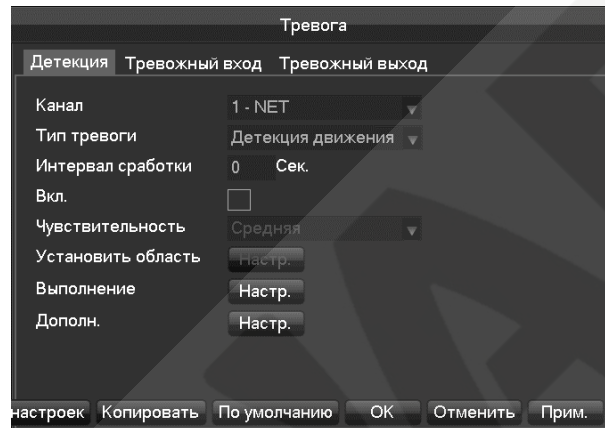 Тревога
Детекция Тревожный вход Тревожный выход
Канал 1 - NET
Тип тревоги Детекция движения
Интервал сработки 0 Сек.
Вкл.
Чувствительность Средняя
Установить область Настр.
Выполнение Настр.
Дополн. Настр.
настроек Копировать По умолчанию OK Отменить Прим.